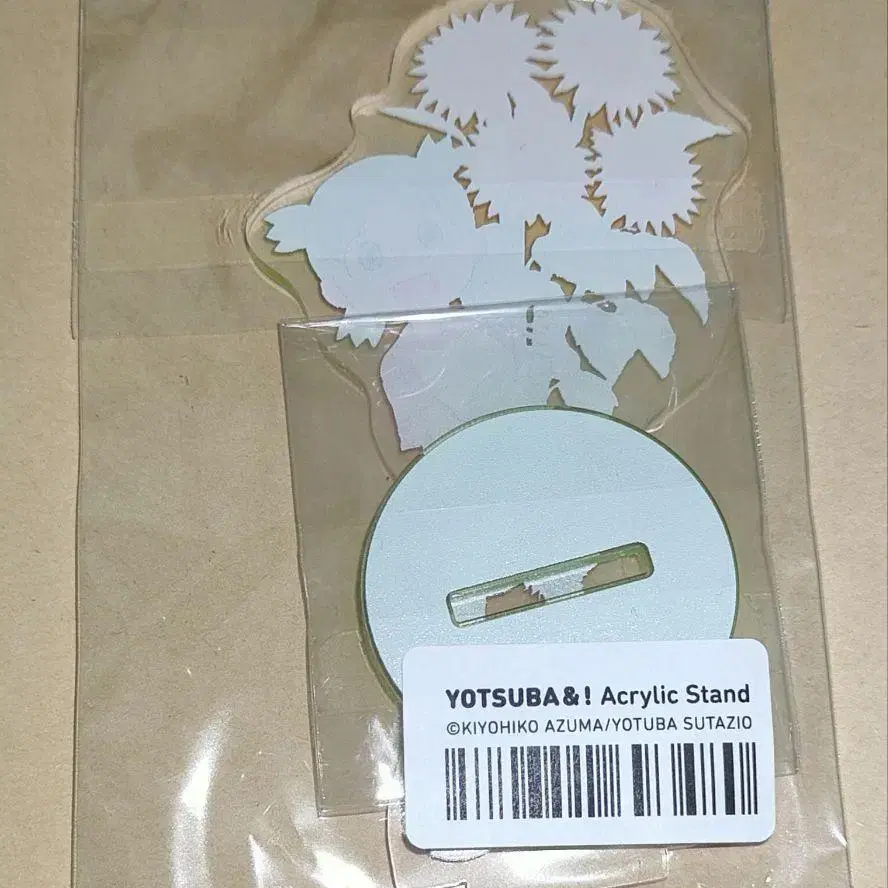 YOTSUBA&! Acrylic Stand
©KIYOHIKO AZUMA/YOTUBA SUTAZIO